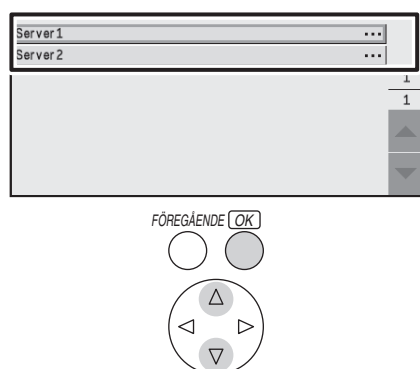 Server1 ...
Server2 ...
1
1
FÖREGÅENDE OK